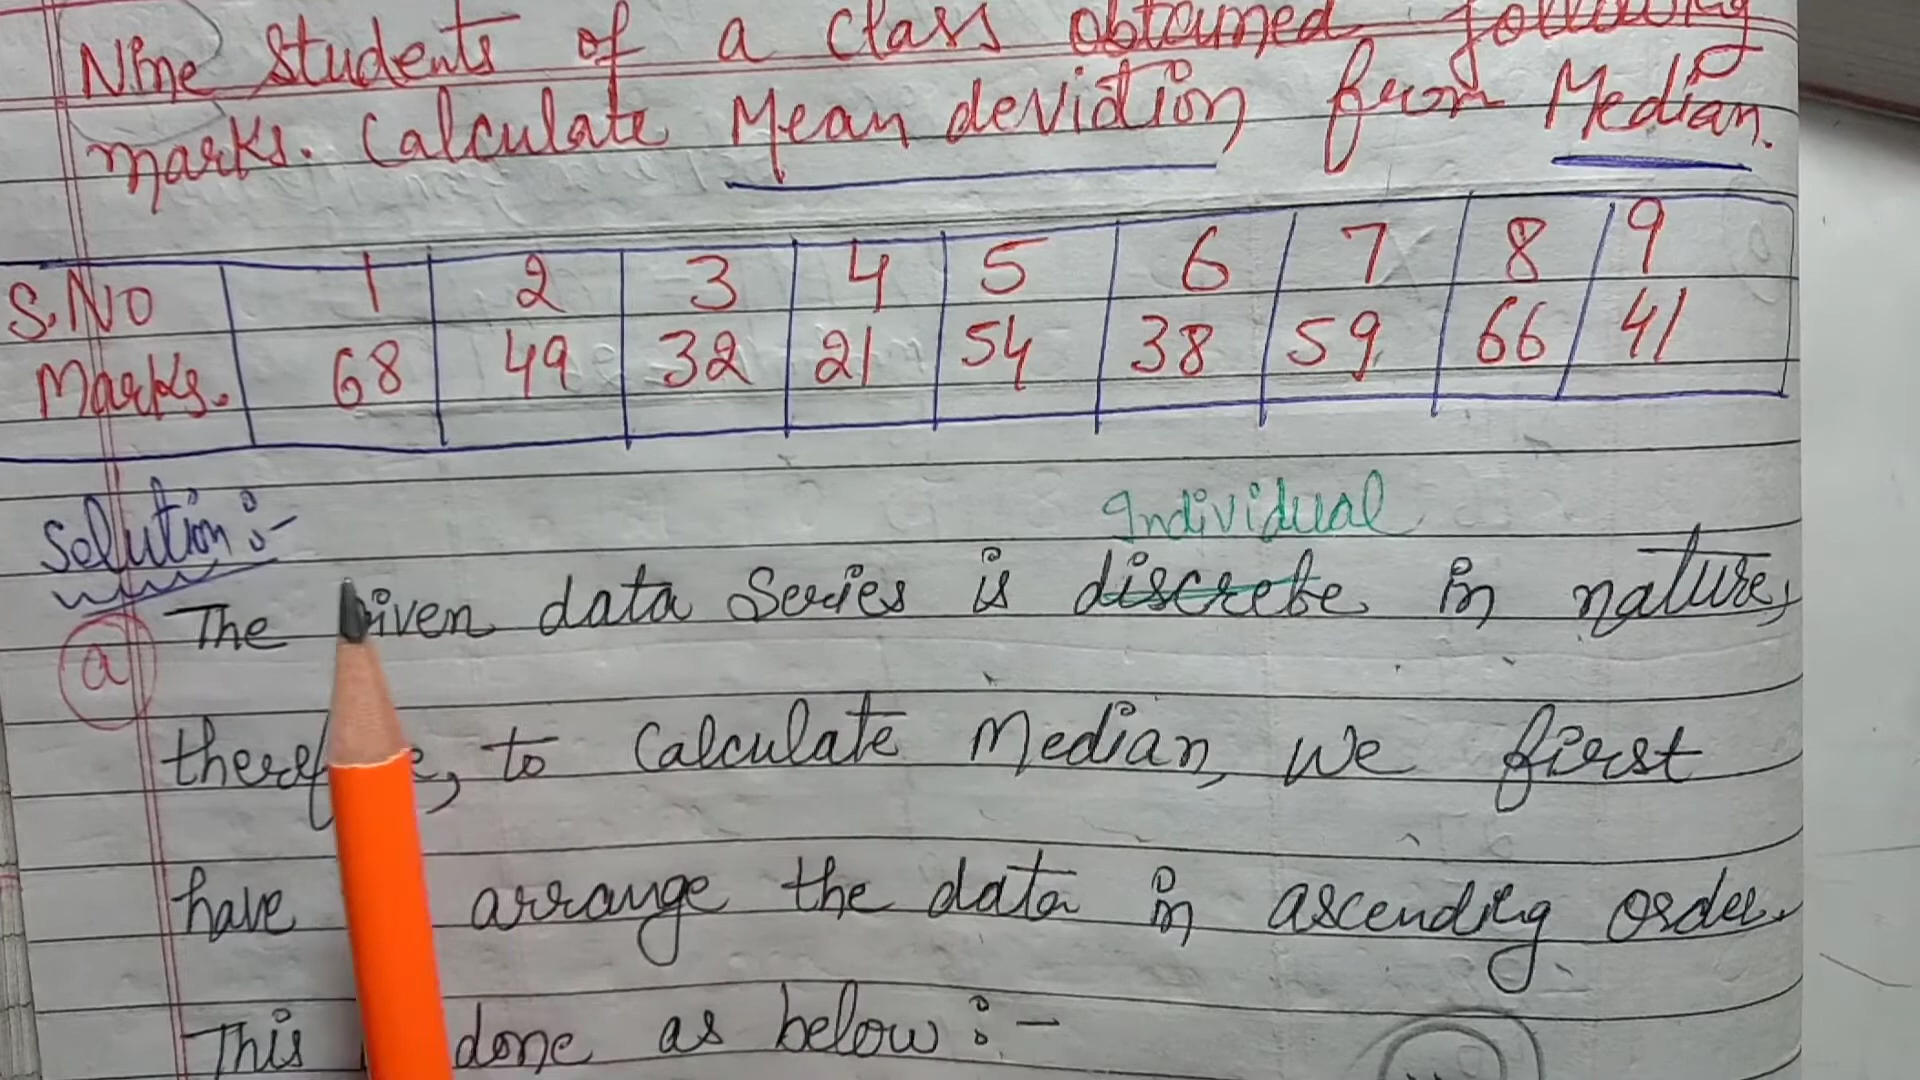 Nine Students of a class obtained following
marks. Calculate Mean deviation from Median.
S.No 1 2 3 4 5 6 7 8 9
Marks. 68 49 32 21 54 38 59 66 41
Solution:-
Individual
a The given data Series is discrete in nature,
therefore, to Calculate Median, we first
have arrange the data in ascending order.
This done as below:-